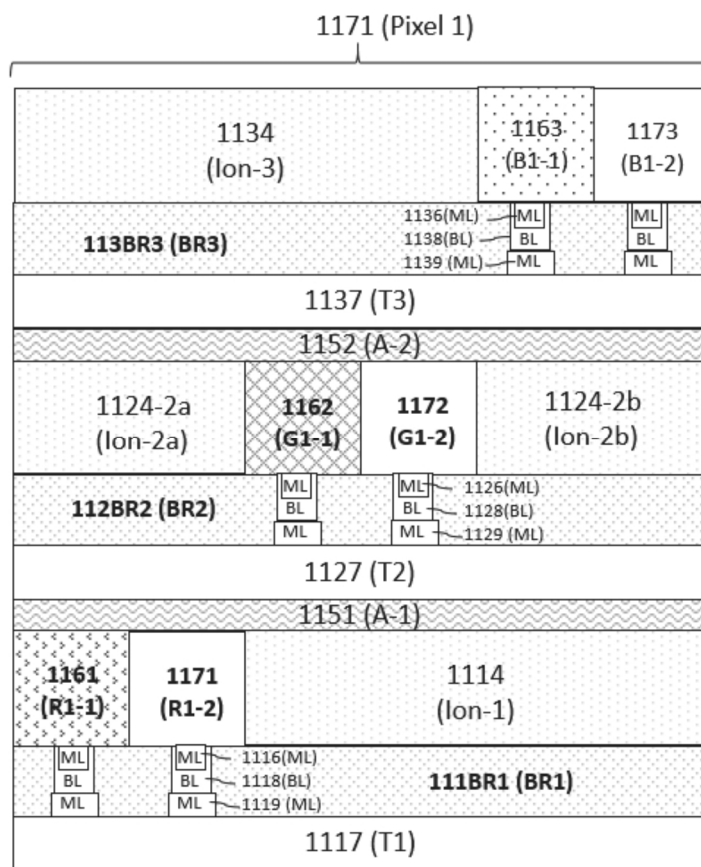 1171 (Pixel 1)
1134
(Ion-3)
1163
(B1-1)
1173
(B1-2)
113BR3 (BR3)
1136(ML)
ML
ML
1138(BL)
BL
BL
1139 (ML)
ML
ML
1137 (T3)
1152 (A-2)
1124-2a
(Ion-2a)
1162
(G1-1)
1172
(G1-2)
1124-2b
(Ion-2b)
112BR2 (BR2)
ML
ML
1126(ML)
BL
BL
1128(BL)
ML
ML
1129 (ML)
1127 (T2)
1151 (A-1)
1161
(R1-1)
1171
(R1-2)
1114
(Ion-1)
ML
ML
1116(ML)
BL
BL
1118(BL)
ML
ML
1119 (ML)
111BR1 (BR1)
1117 (T1)